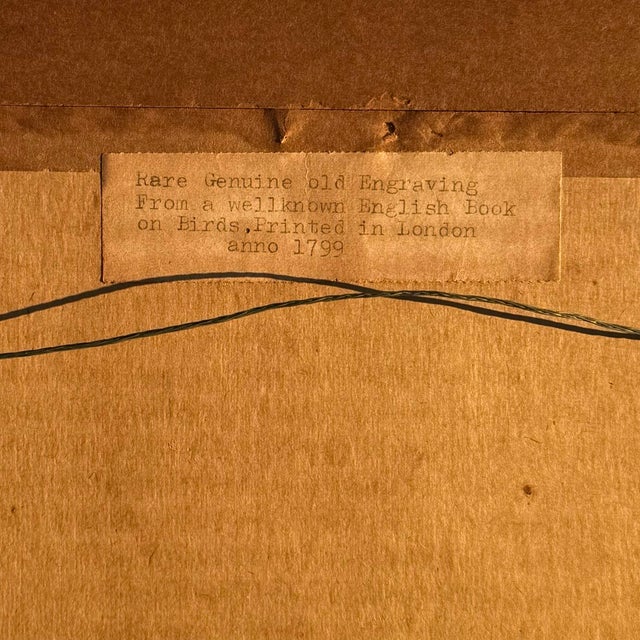 Rare Genuine old Engraving
From a wellknown English Book
on Birds,Printed in London
anno 1799